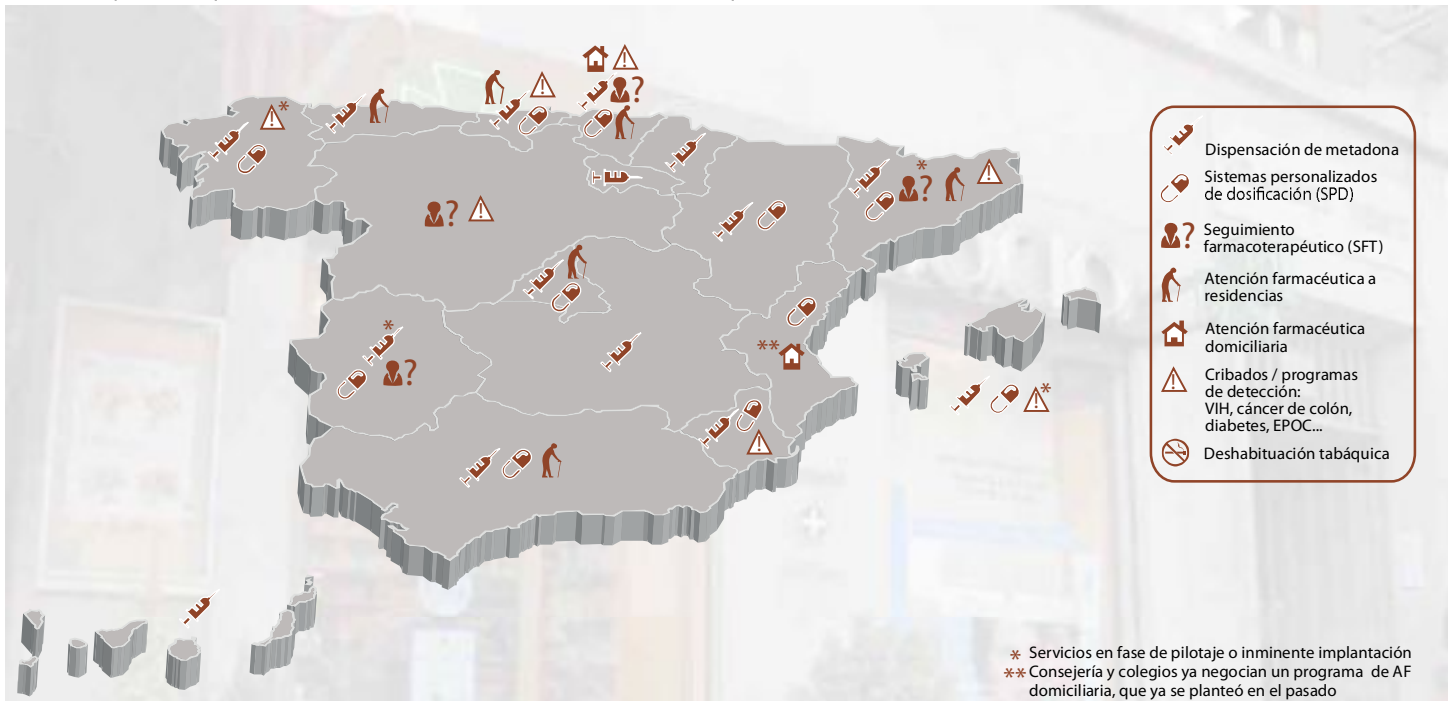 Dispensación de metadona
Sistemas personalizados
de dosificación (SPD)
Seguimiento
farmacoterapéutico (SFT)
Atención farmacéutica a
residencias
Atención farmacéutica
domiciliaria
Cribados / programas
de detección:
VIH, cáncer de colón,
diabetes, EPOC...
Deshabituación tabáquica
* Servicios en fase de pilotaje o inminente implantación
** Consejería y colegios ya negocian un programa de AF
domiciliaria, que ya se planteó en el pasado